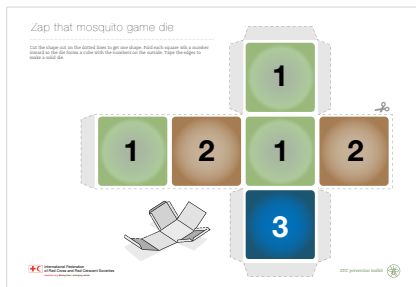 Zap that mosquito game die
Cut the shape out on the dotted lines to get one shape. Fold each square with a number
inward so the die forms a cube with the numbers on the outside. Tape the edges to
make a solid die.
1
1
2
1
2
3
International Federation
of Red Cross and Red Crescent Societies
prevention toolkit